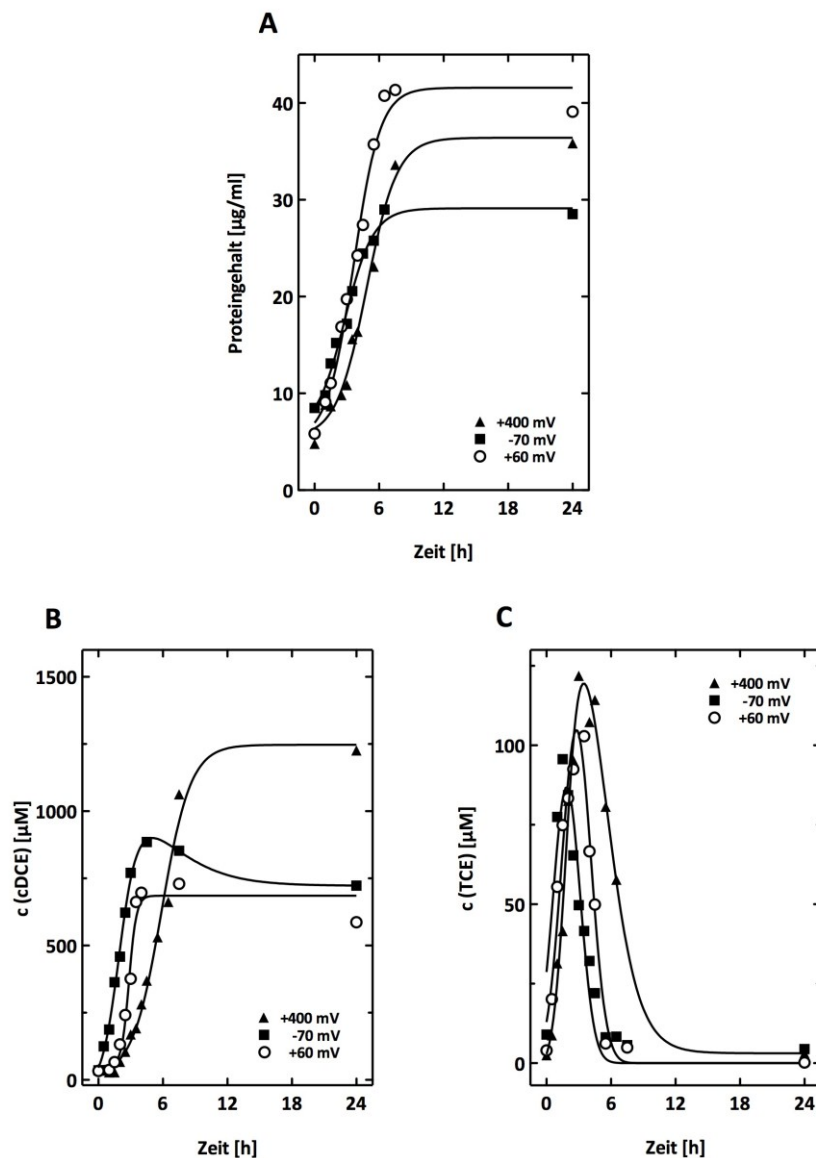 A
Proteingehalt [µg/ml]
40
30
20
10
0
▲ +400 mV
■ -70 mV
○ +60 mV
0 6 12 18 24
Zeit [h]
B
c (cDCE) [µM]
1500
1000
500
0
▲ +400 mV
■ -70 mV
○ +60 mV
0 6 12 18 24
Zeit [h]
C
c (TCE) [µM]
100
50
0
▲ +400 mV
■ -70 mV
○ +60 mV
0 6 12 18 24
Zeit [h]